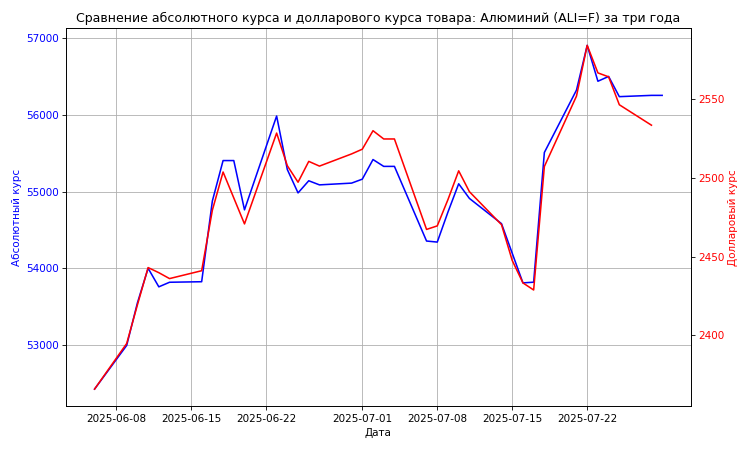 Сравнение абсолютного курса и долларового курса товара: Алюминий (ALI=F) за три года
57000
56000
55000
54000
53000
Абсолютный курс
2550
2500
2450
2400
Долларовый курс
2025-06-08 2025-06-15 2025-06-22 2025-07-01 2025-07-08 2025-07-15 2025-07-22
Дата